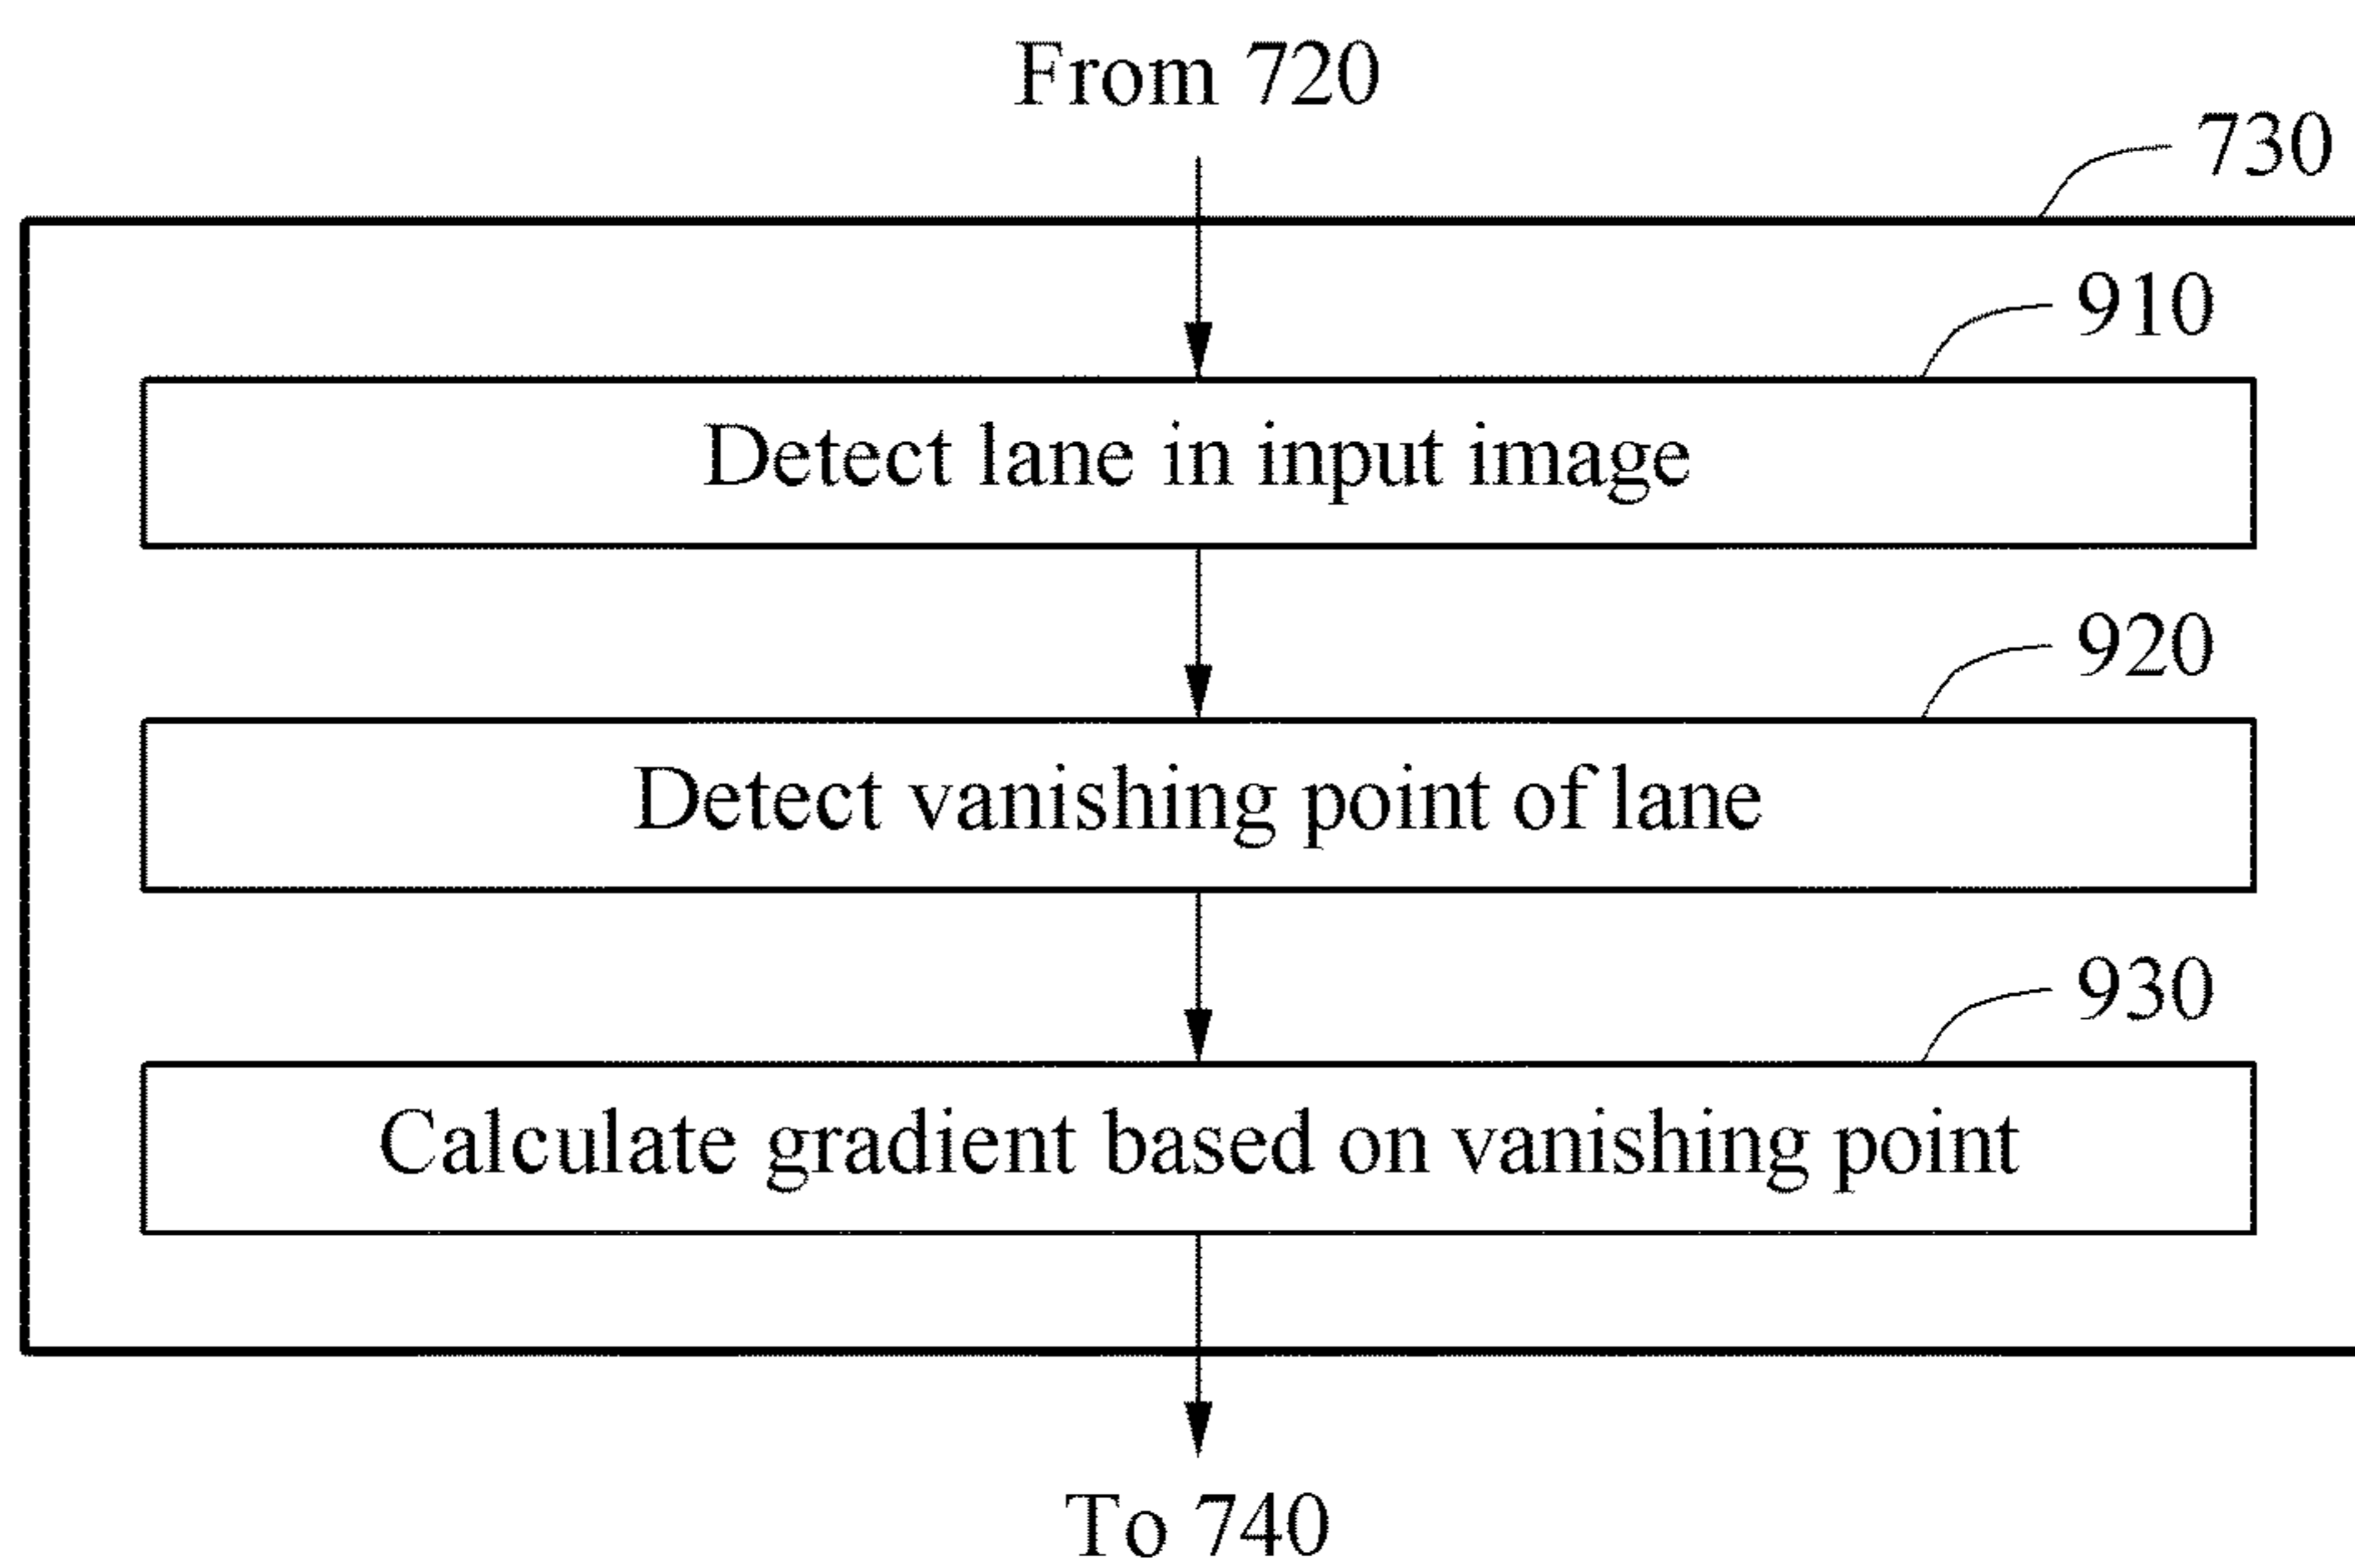 From 720
730
910
Detect lane in input image
920
Detect vanishing point of lane
930
Calculate gradient based on vanishing point
To 740